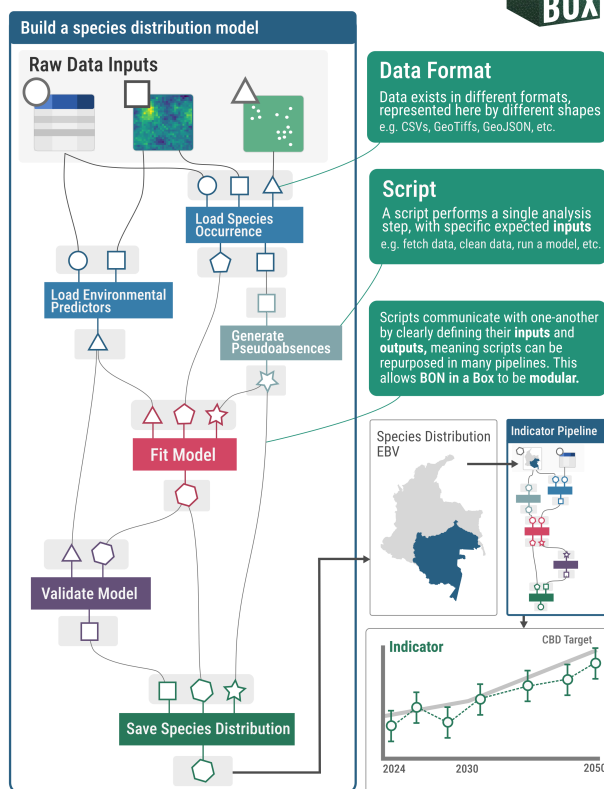 BOX
Build a species distribution model
Raw Data Inputs
Data Format
Data exists in different formats,
represented here by different shapes
e.g. CSVs, GeoTiffs, GeoJSON, etc.
Load Species
Occurrence
Script
A script performs a single analysis
step, with specific expected inputs
e.g. fetch data, clean data, run a model, etc.
Load Environmental
Predictors
Generate
Pseudoabsences
Scripts communicate with one-another
by clearly defining their inputs and
outputs, meaning scripts can be
repurposed in many pipelines. This
allows BON in a Box to be modular.
Fit Model
Species Distribution
EBV
Indicator Pipeline
Validate Model
Save Species Distribution
Indicator
CBD Target
2024
2030
2050